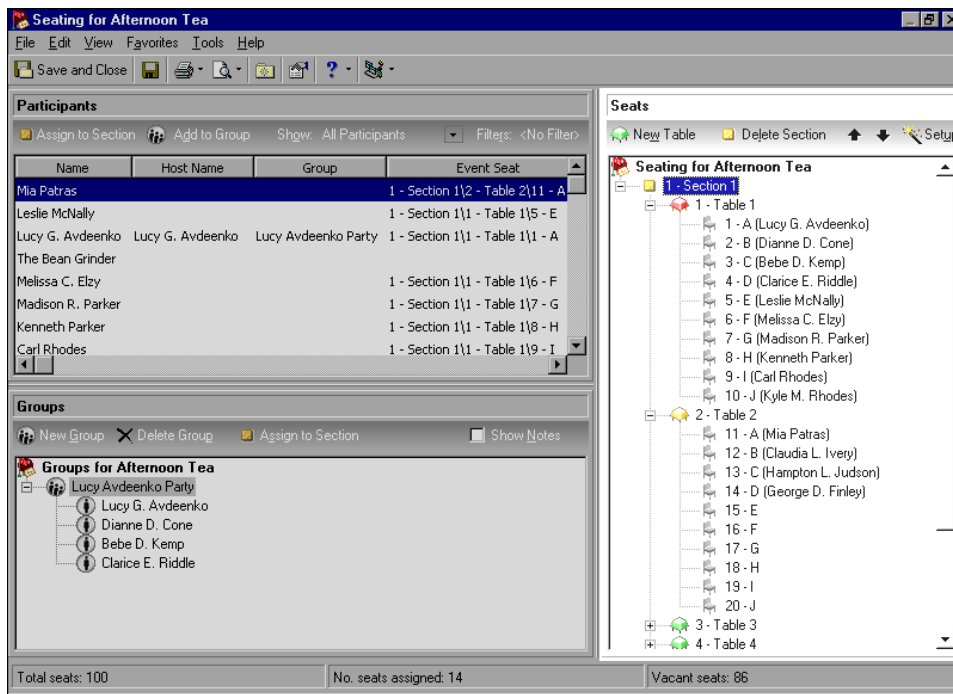 Seating for Afternoon Tea
File Edit View Favorites Tools Help
Save and Close
Participants
Assign to Section Add to Group Show: All Participants Filters: <No Filter>
Name Host Name Group Event Seat
Mia Patras 1 - Section 1\2 - Table 2\11 - A
Leslie McNally 1 - Section 1\1 - Table 1\5 - E
Lucy G. Avdeenko Lucy G. Avdeenko Lucy Avdeenko Party 1 - Section 1\1 - Table 1\1 - A
The Bean Grinder
Melissa C. Elzy 1 - Section 1\1 - Table 1\6 - F
Madison R. Parker 1 - Section 1\1 - Table 1\7 - G
Kenneth Parker 1 - Section 1\1 - Table 1\8 - H
Carl Rhodes 1 - Section 1\1 - Table 1\9 - I
Groups
New Group Delete Group Assign to Section Show Notes
Groups for Afternoon Tea
Lucy Avdeenko Party
Lucy G. Avdeenko
Dianne D. Cone
Bebe D. Kemp
Clarice E. Riddle
Seats
New Table Delete Section Setup
Seating for Afternoon Tea
1 - Section 1
1 - Table 1
1 - A (Lucy G. Avdeenko)
2 - B (Dianne D. Cone)
3 - C (Bebe D. Kemp)
4 - D (Clarice E. Riddle)
5 - E (Leslie McNally)
6 - F (Melissa C. Elzy)
7 - G (Madison R. Parker)
8 - H (Kenneth Parker)
9 - I (Carl Rhodes)
10 - J (Kyle M. Rhodes)
2 - Table 2
11 - A (Mia Patras)
12 - B (Claudia L. Ivery)
13 - C (Hampton L. Judson)
14 - D (George D. Finley)
15 - E
16 - F
17 - G
18 - H
19 - I
20 - J
3 - Table 3
4 - Table 4
Total seats: 100 No. seats assigned: 14 Vacant seats: 86